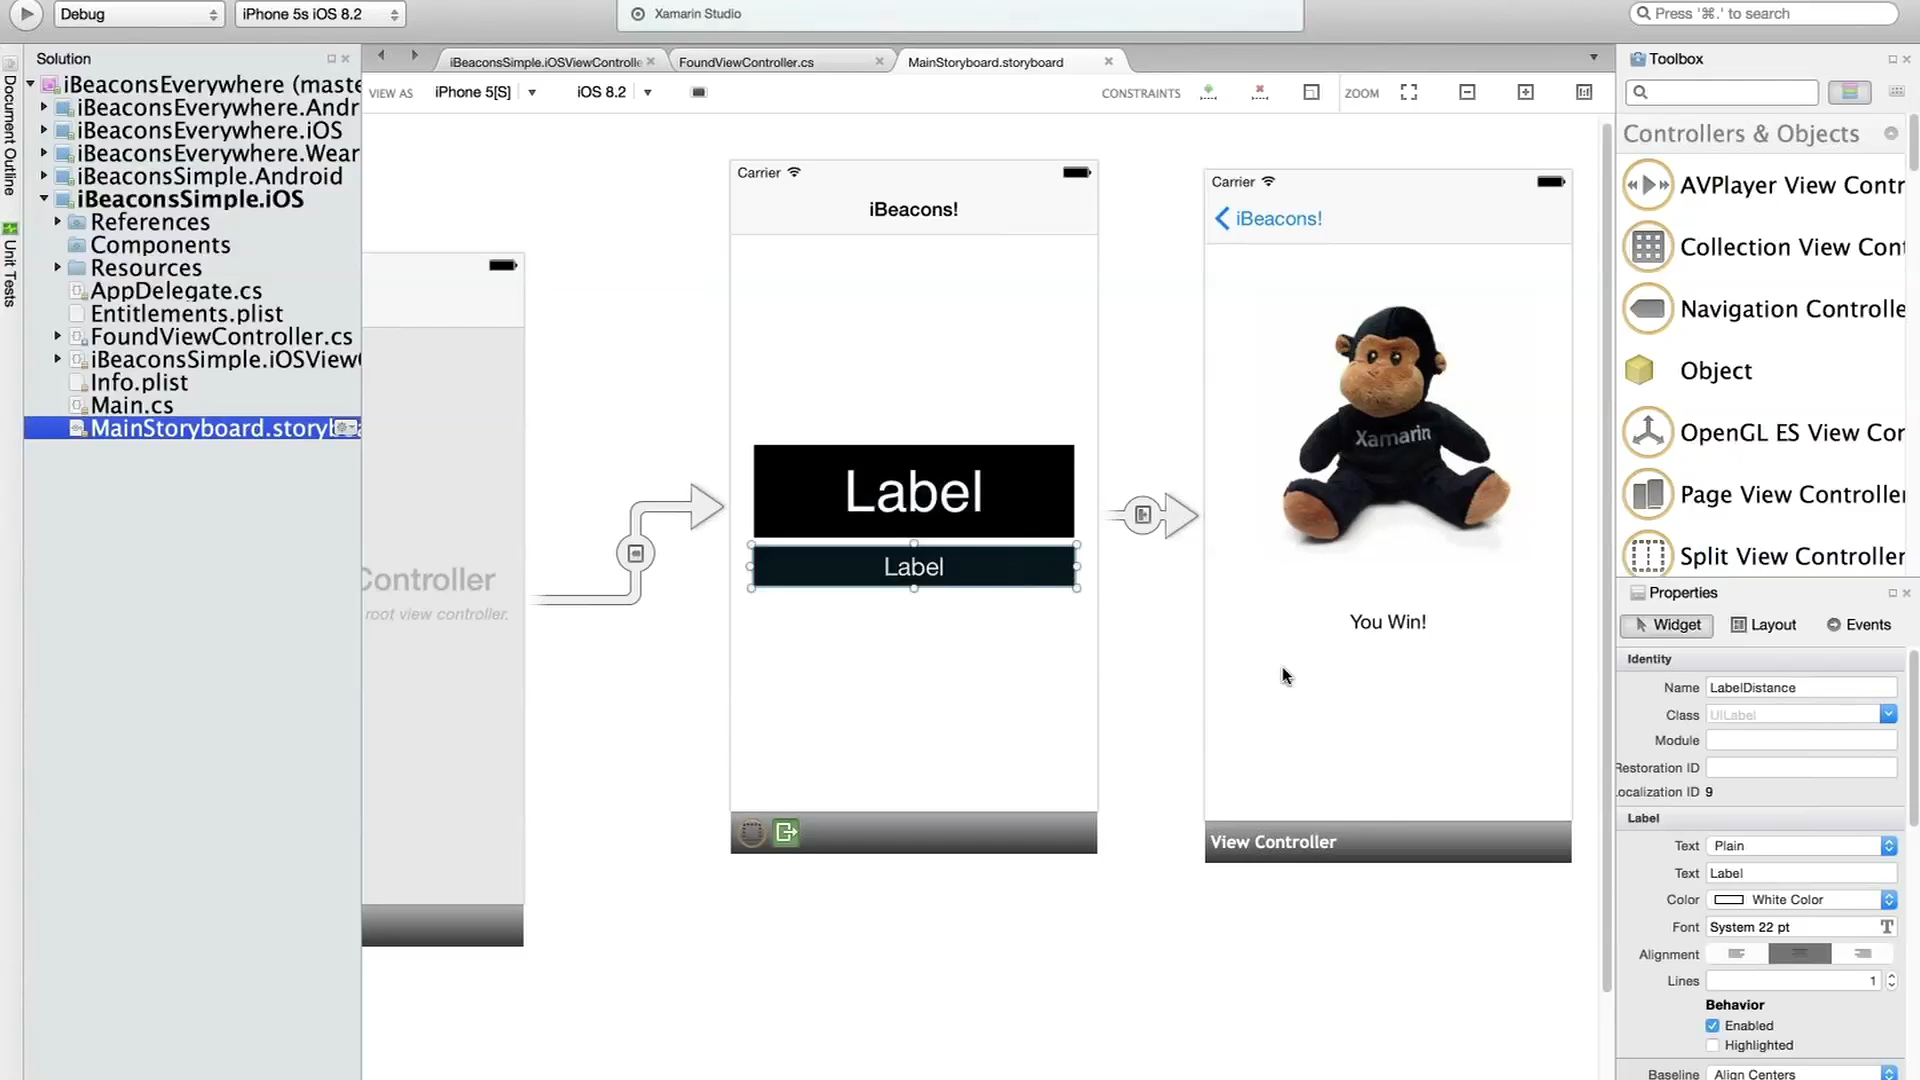 Debug
iPhone 5s iOS 8.2
Xamarin Studio
Press '⌘.' to search
Document Outline
Unit Tests
Solution
iBeaconsEverywhere (maste
iBeaconsEverywhere.Andr
iBeaconsEverywhere.iOS
iBeaconsEverywhere.Wear
iBeaconsSimple.Android
iBeaconsSimple.iOS
References
Components
Resources
AppDelegate.cs
Entitlements.plist
FoundViewController.cs
iBeaconsSimple.iOSViewC
Info.plist
Main.cs
MainStoryboard.storyb
iBeaconsSimple.iOSViewControlle
FoundViewController.cs
MainStoryboard.storyboard
VIEW AS
iPhone 5[S]
iOS 8.2
CONSTRAINTS
ZOOM
Controller
root view controller.
Carrier
iBeacons!
Label
Label
Carrier
iBeacons!
Xamarin
You Win!
View Controller
Toolbox
Controllers & Objects
AVPlayer View Contr
Collection View Cont
Navigation Controlle
Object
OpenGL ES View Con
Page View Controller
Split View Controller
Properties
Widget
Layout
Events
Identity
Name LabelDistance
Class UILabel
Module
Restoration ID
ocalization ID 9
Label
Text Plain
Text Label
Color White Color
Font System 22 pt
Alignment
Lines 1
Behavior
Enabled
Highlighted
Baseline Align Centers